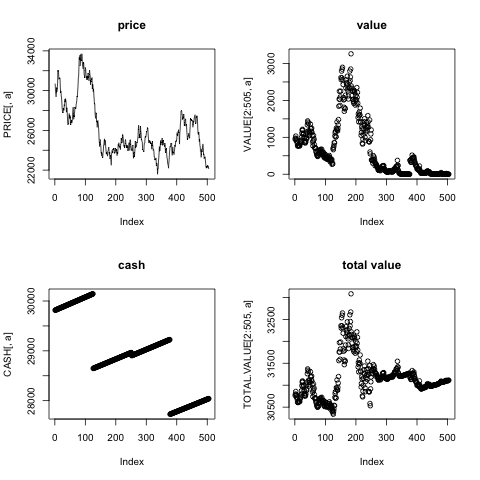 price
PRICE[, a]
34000
30000
26000
22000
0 100 200 300 400 500
Index
value
VALUE[2:505, a]
3000
2000
1000
0
0 100 200 300 400 500
Index
cash
CASH[, a]
30000
29000
28000
0 100 200 300 400 500
Index
total value
TOTAL.VALUE[2:505, a]
32500
31500
30500
0 100 200 300 400 500
Index